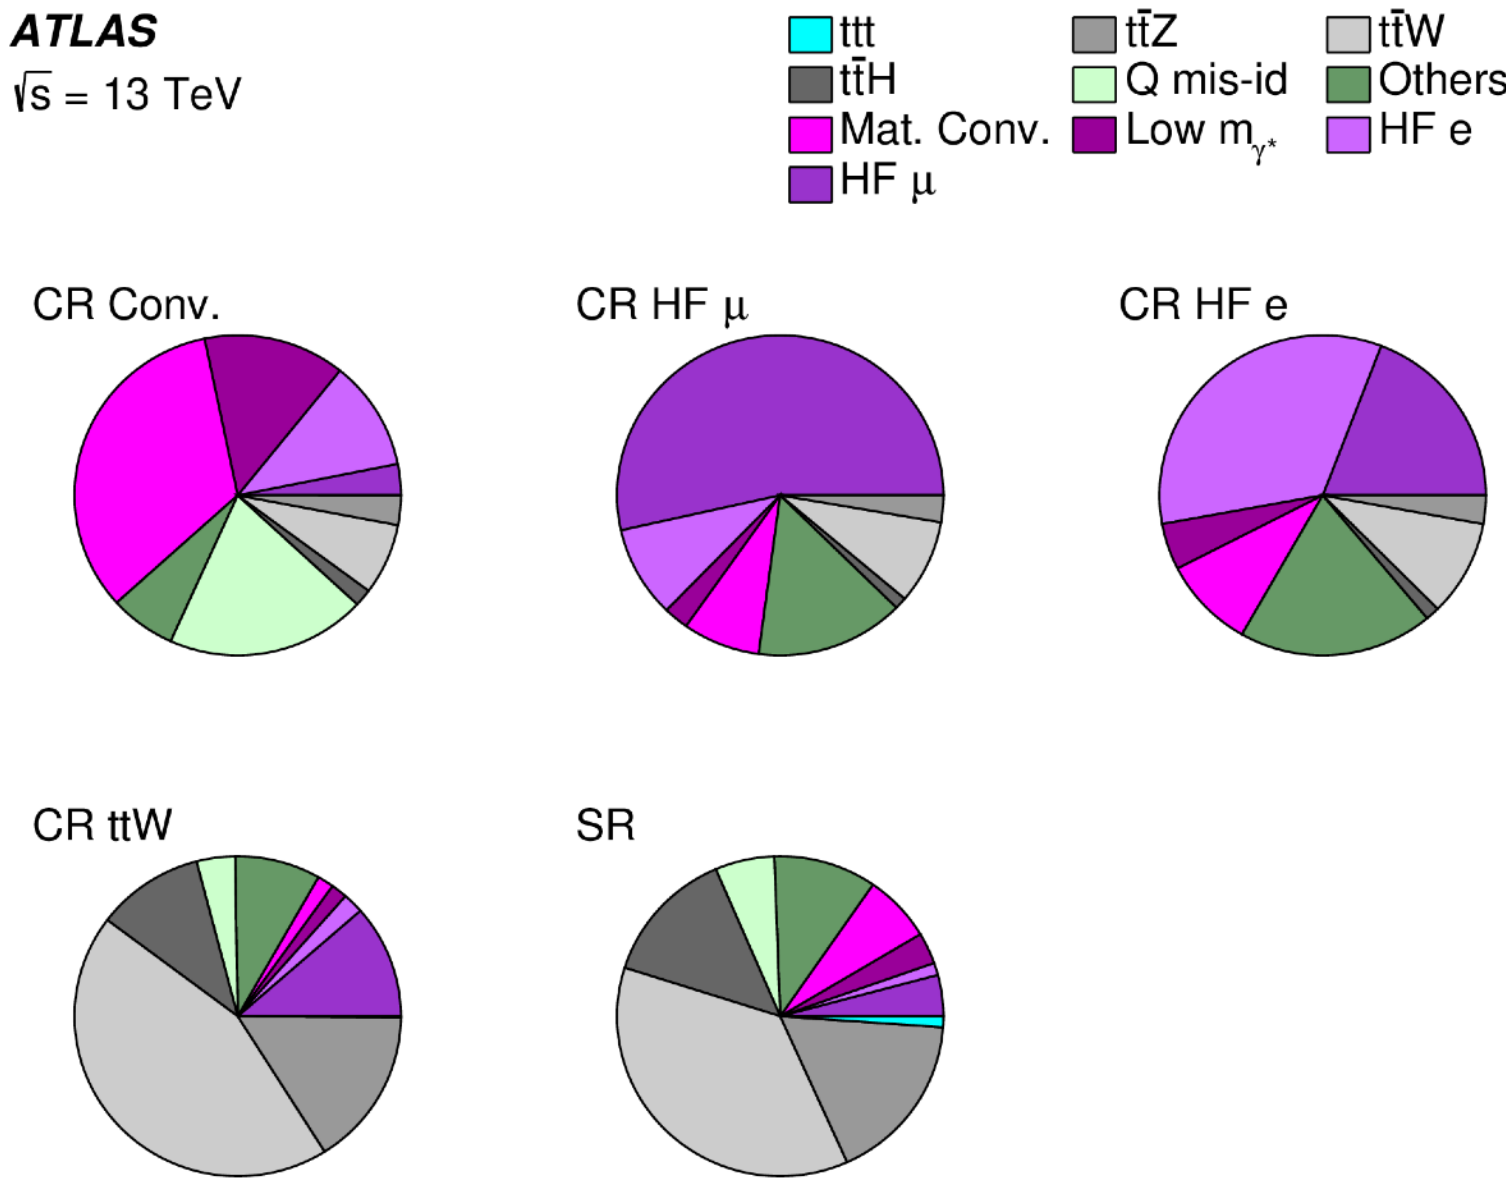 ATLAS
√s = 13 TeV
ttt
tt̄Z
tt̄W
tt̄H
Q mis-id
Others
Mat. Conv.
Low mγ*
HF e
HF μ
CR Conv.
CR HF μ
CR HF e
CR ttW
SR